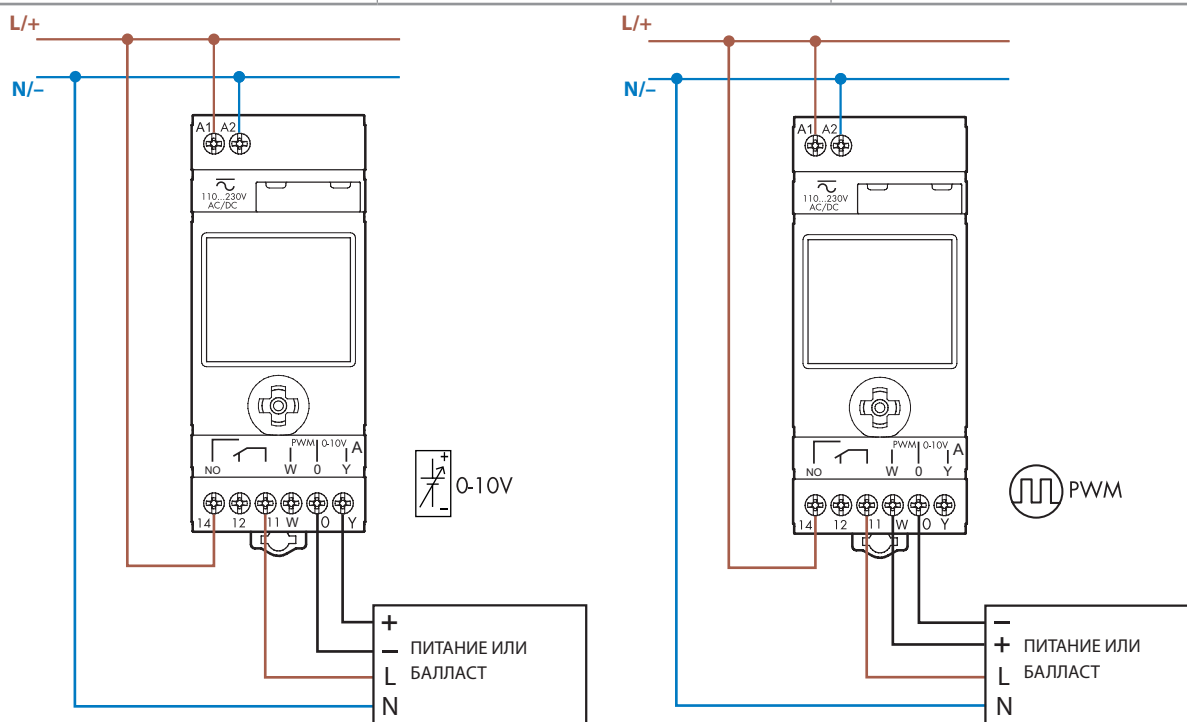 L/+
N/–
A1 A2
110...230V
AC/DC
PWM 0-10V A
NO W 0 Y
14 12 11 W 0 Y
0-10V
+
– ПИТАНИЕ ИЛИ
L БАЛЛАСТ
N
L/+
N/–
A1 A2
110...230V
AC/DC
PWM 0-10V A
NO W 0 Y
14 12 11 W 0 Y
PWM
–
+ ПИТАНИЕ ИЛИ
L БАЛЛАСТ
N